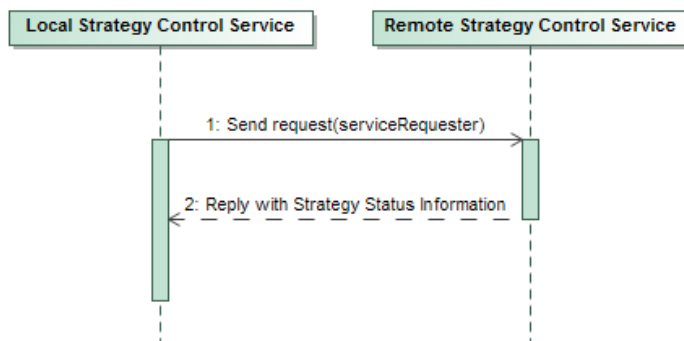 Local Strategy Control Service
Remote Strategy Control Service
1: Send request(serviceRequester)
2: Reply with Strategy Status Information